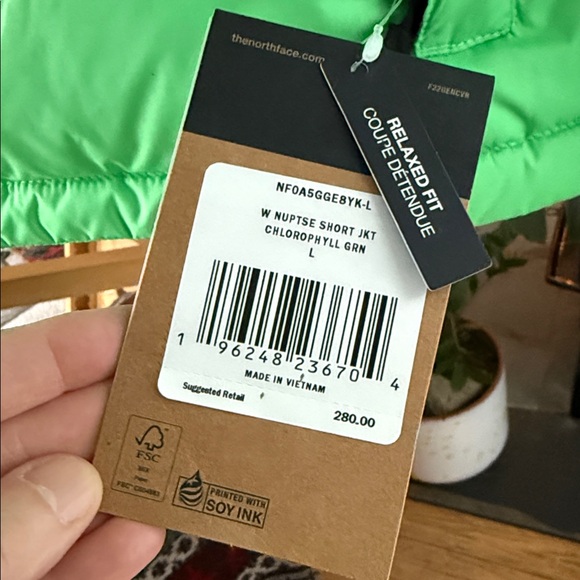 thenorthface.com
F220ENCVR
RELAXED FIT
COUPE DÉTENDUE
NF0A5GGE8YK-L
W NUPTSE SHORT JKT
CHLOROPHYLL GRN
L
1 96248 23670 4
MADE IN VIETNAM
Suggested Retail
280.00
FSC
PRINTED WITH
SOY INK